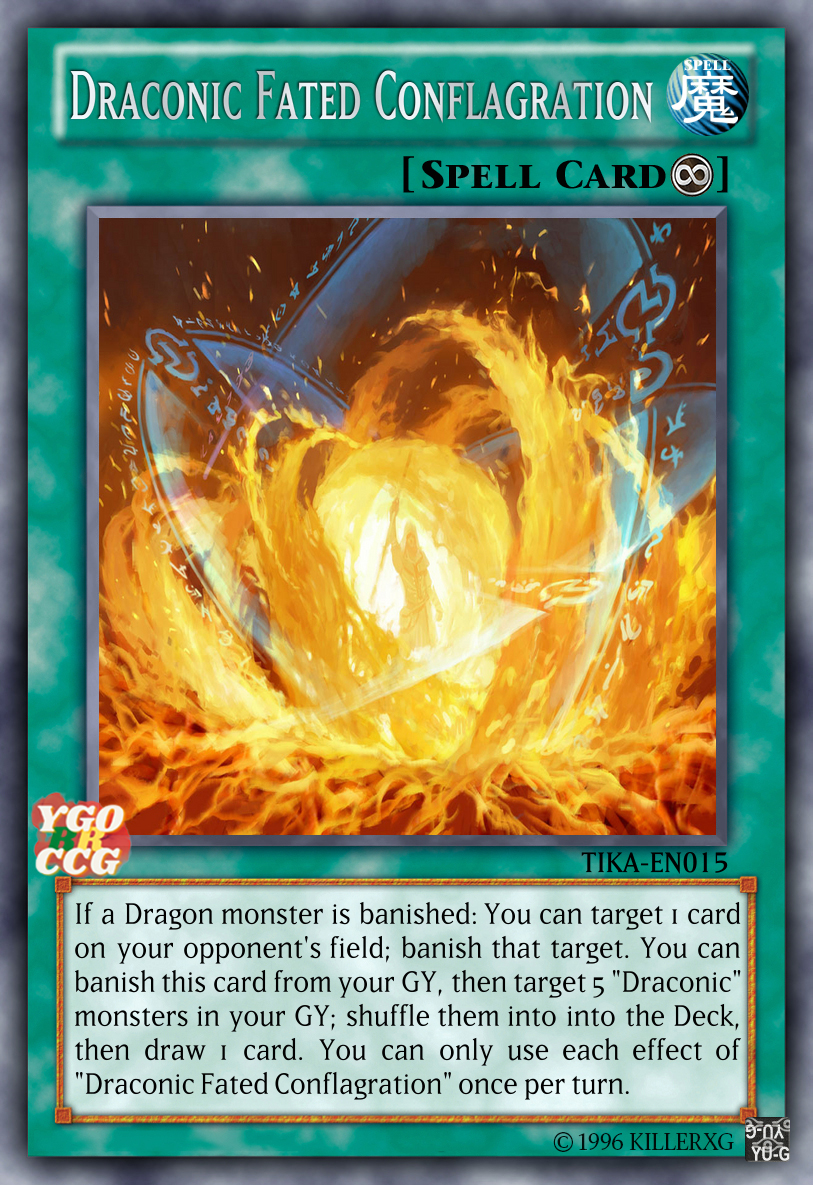 DRACONIC FATED CONFLAGRATION
SPELL
魔
[SPELL CARD]
YGO
BR
CCG
TIKA-EN015
If a Dragon monster is banished: You can target 1 card
on your opponent's field; banish that target. You can
banish this card from your GY, then target 5 "Draconic"
monsters in your GY; shuffle them into into the Deck,
then draw 1 card. You can only use each effect of
"Draconic Fated Conflagration" once per turn.
© 1996 KILLERXG
YU-G
YU-G